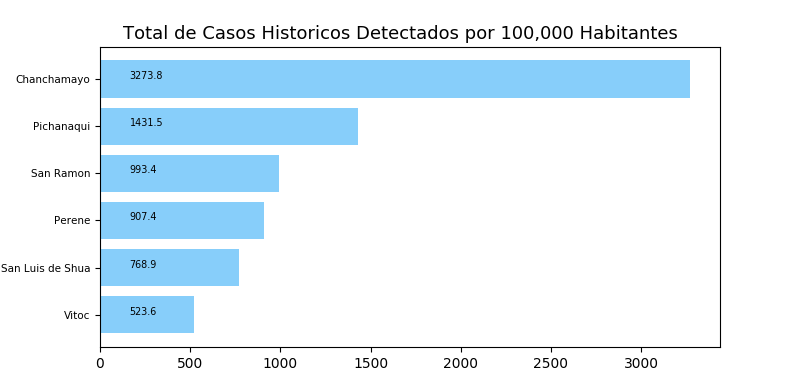 Total de Casos Historicos Detectados por 100,000 Habitantes
Chanchamayo 3273.8
Pichanaqui 1431.5
San Ramon 993.4
Perene 907.4
San Luis de Shua 768.9
Vitoc 523.6
0 500 1000 1500 2000 2500 3000